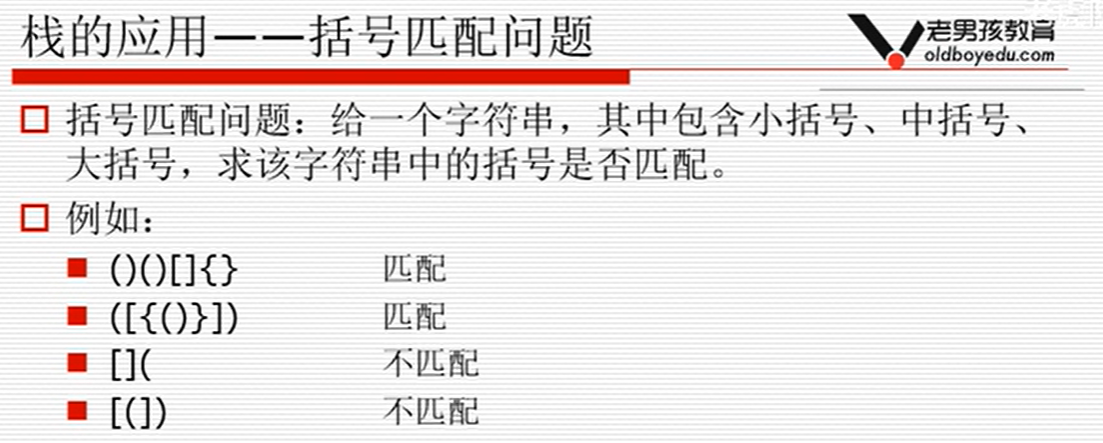 栈的应用——括号匹配问题
老男孩教育
oldboyedu.com
括号匹配问题：给一个字符串，其中包含小括号、中括号、
大括号，求该字符串中的括号是否匹配。
例如：
()()[]{} 匹配
([{()}]) 匹配
[]( 不匹配
[(]) 不匹配